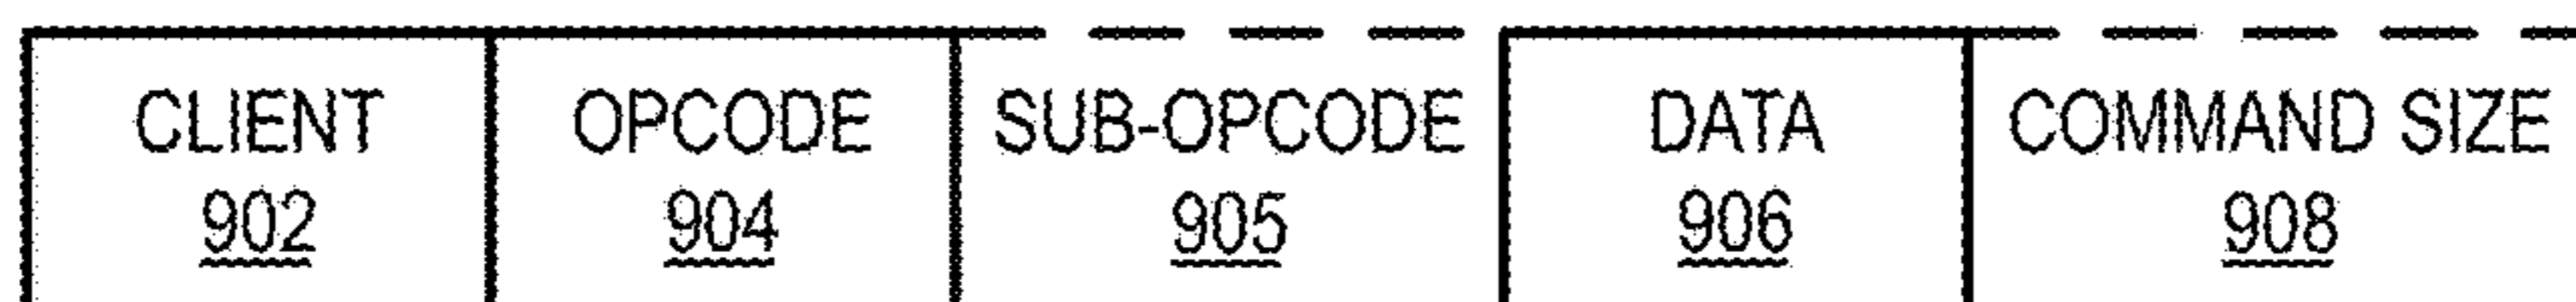 CLIENT OPCODE SUB-OPCODE DATA COMMAND SIZE
902 904 905 906 908